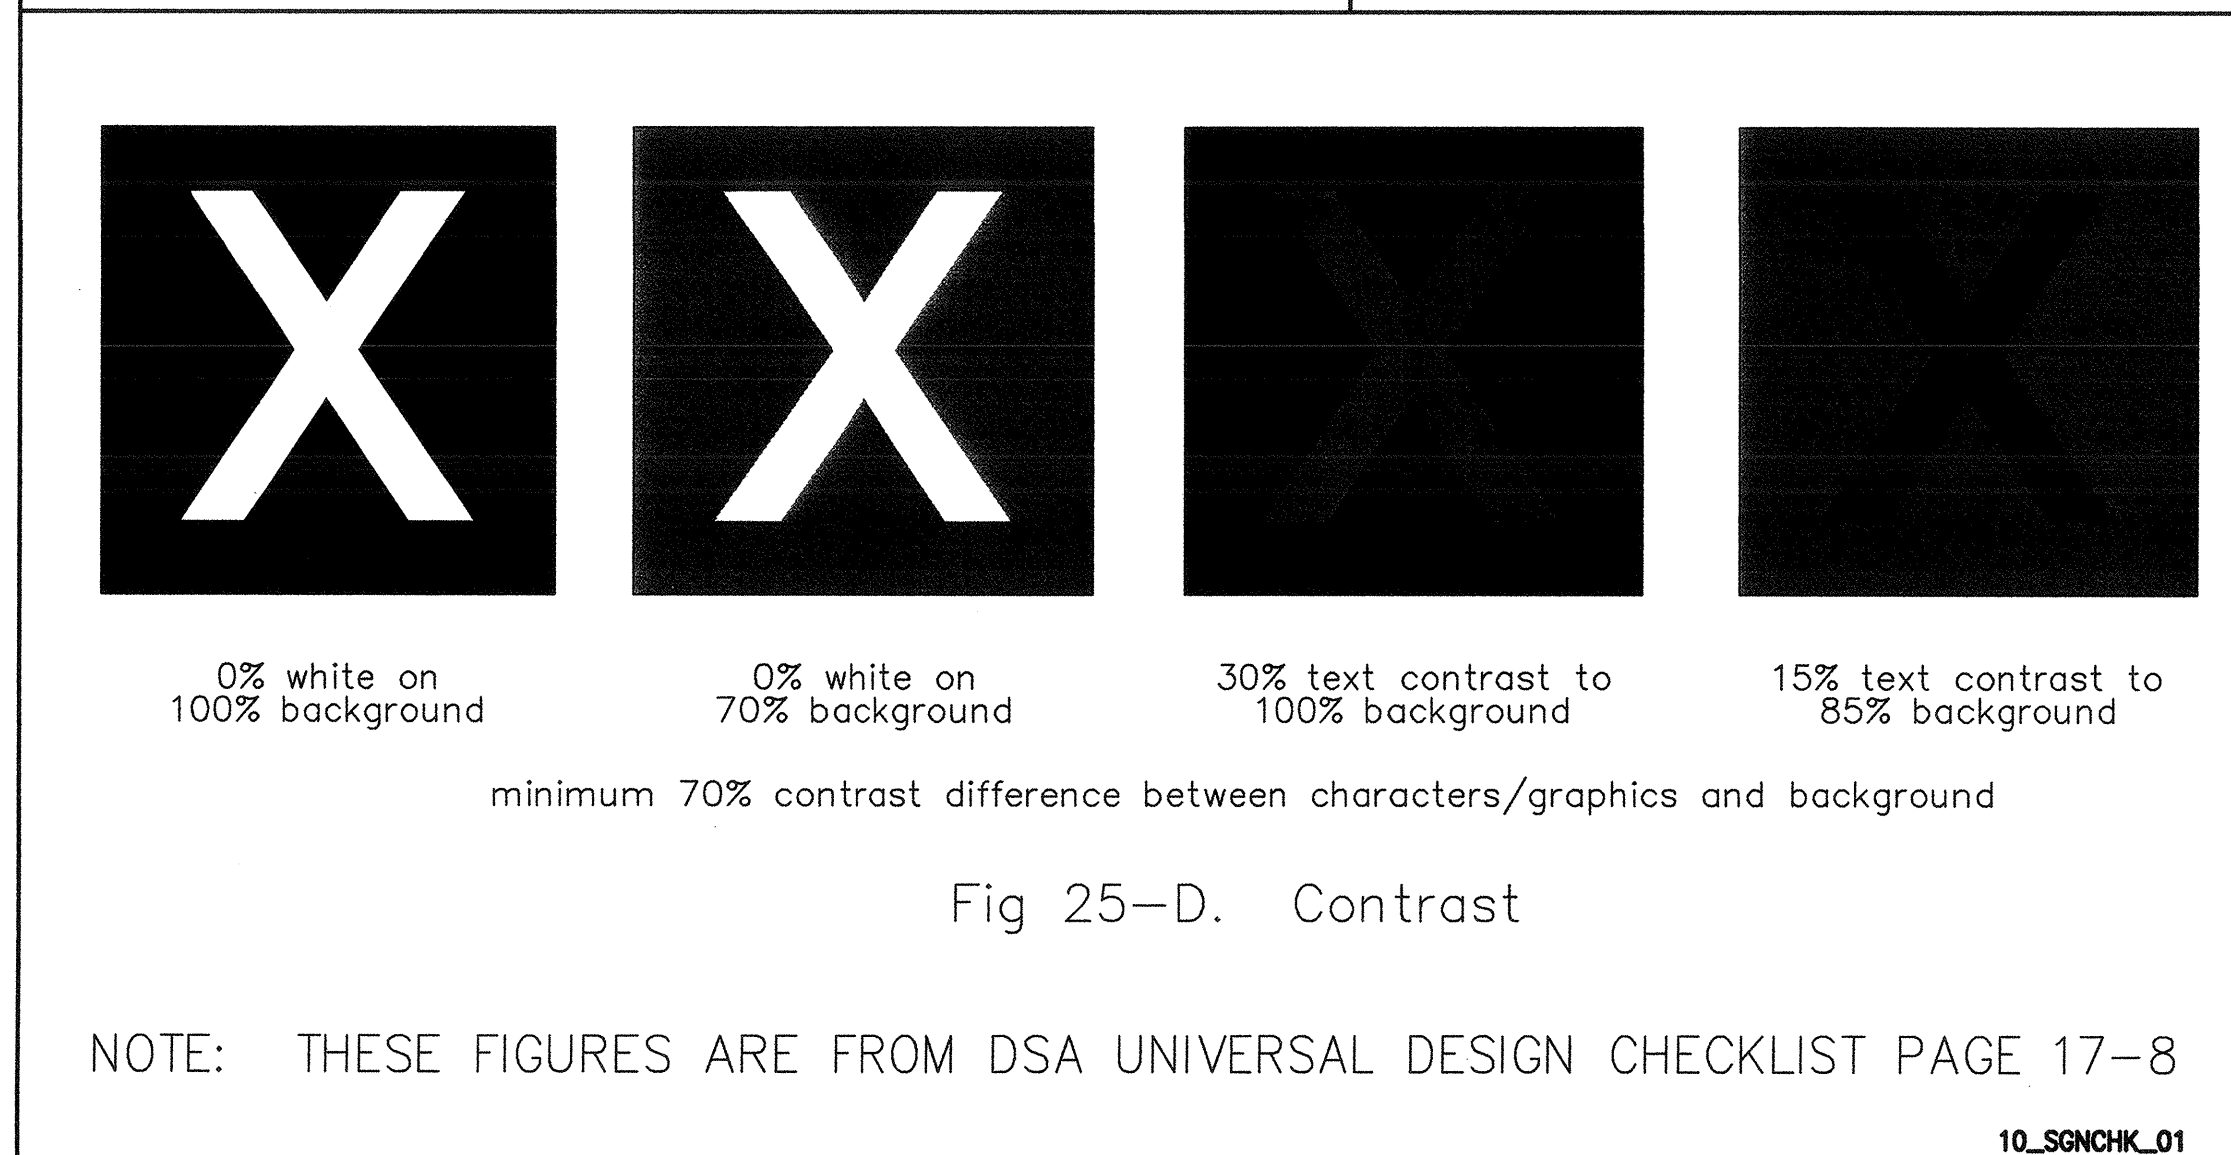 X
X
X
X
0% white on
100% background
0% white on
70% background
30% text contrast to
100% background
15% text contrast to
85% background
minimum 70% contrast difference between characters/graphics and background
Fig 25-D. Contrast
NOTE: THESE FIGURES ARE FROM DSA UNIVERSAL DESIGN CHECKLIST PAGE 17-8
10_SGNCHK_01